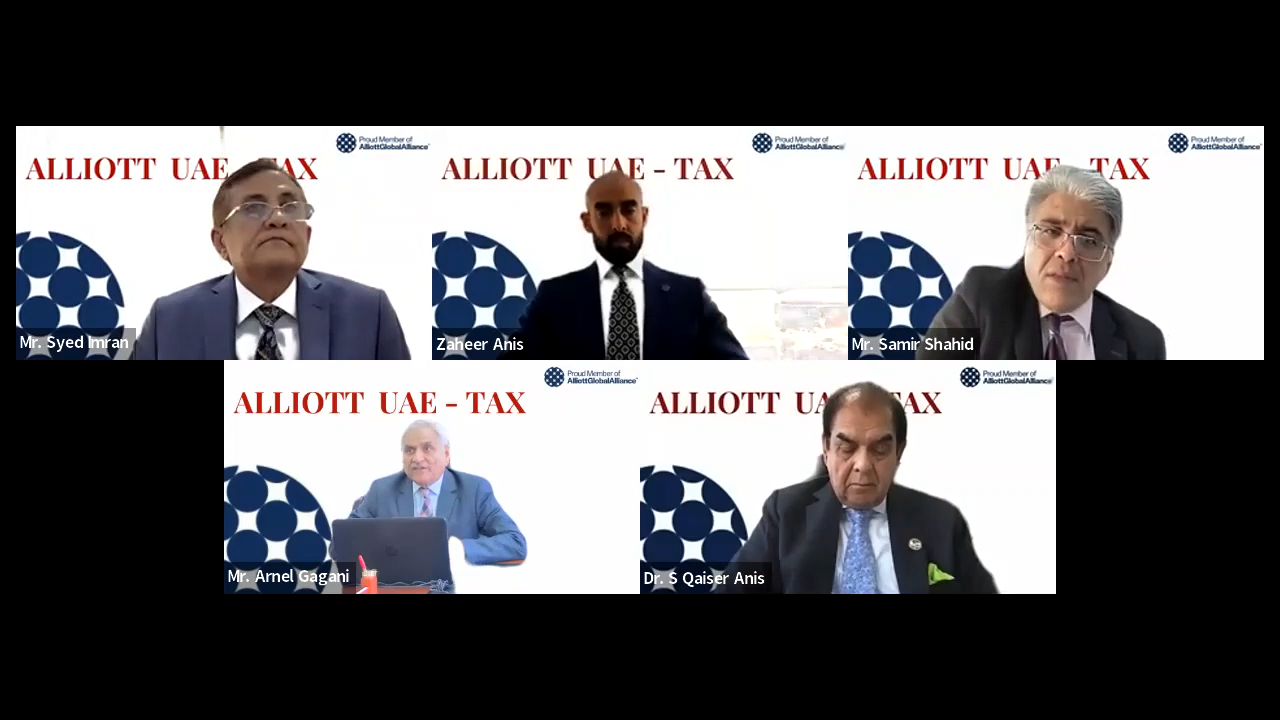 Proud Member of
AlliottGlobalAlliance
ALLIOTT UAE - TAX
Mr. Syed Imran
Proud Member of
AlliottGlobalAlliance
ALLIOTT UAE - TAX
Zaheer Anis
Proud Member of
AlliottGlobalAlliance
ALLIOTT UAE - TAX
Mr. Samir Shahid
Proud Member of
AlliottGlobalAlliance
ALLIOTT UAE - TAX
Mr. Arnel Gagani
Proud Member of
AlliottGlobalAlliance
ALLIOTT UAE TAX
Dr. S Qaiser Anis